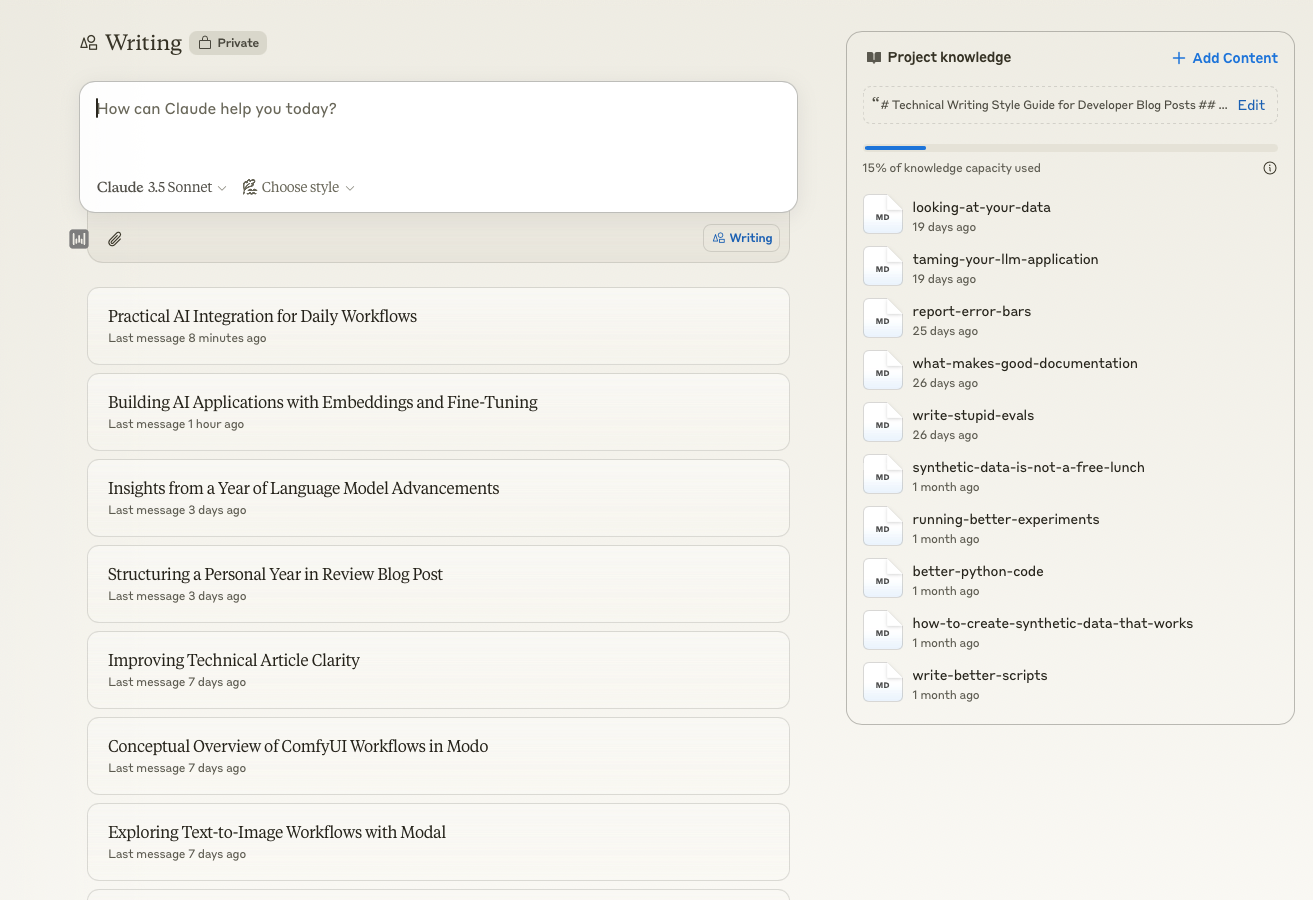 Writing Private
How can Claude help you today?
Claude 3.5 Sonnet Choose style
Writing
Practical AI Integration for Daily Workflows
Last message 8 minutes ago
Building AI Applications with Embeddings and Fine-Tuning
Last message 1 hour ago
Insights from a Year of Language Model Advancements
Last message 3 days ago
Structuring a Personal Year in Review Blog Post
Last message 3 days ago
Improving Technical Article Clarity
Last message 7 days ago
Conceptual Overview of ComfyUI Workflows in Modo
Last message 7 days ago
Exploring Text-to-Image Workflows with Modal
Last message 7 days ago
Project knowledge + Add Content
“ # Technical Writing Style Guide for Developer Blog Posts ## ... Edit
15% of knowledge capacity used
MD looking-at-your-data
19 days ago
MD taming-your-llm-application
19 days ago
MD report-error-bars
25 days ago
MD what-makes-good-documentation
26 days ago
MD write-stupid-evals
26 days ago
MD synthetic-data-is-not-a-free-lunch
1 month ago
MD running-better-experiments
1 month ago
MD better-python-code
1 month ago
MD how-to-create-synthetic-data-that-works
1 month ago
MD write-better-scripts
1 month ago